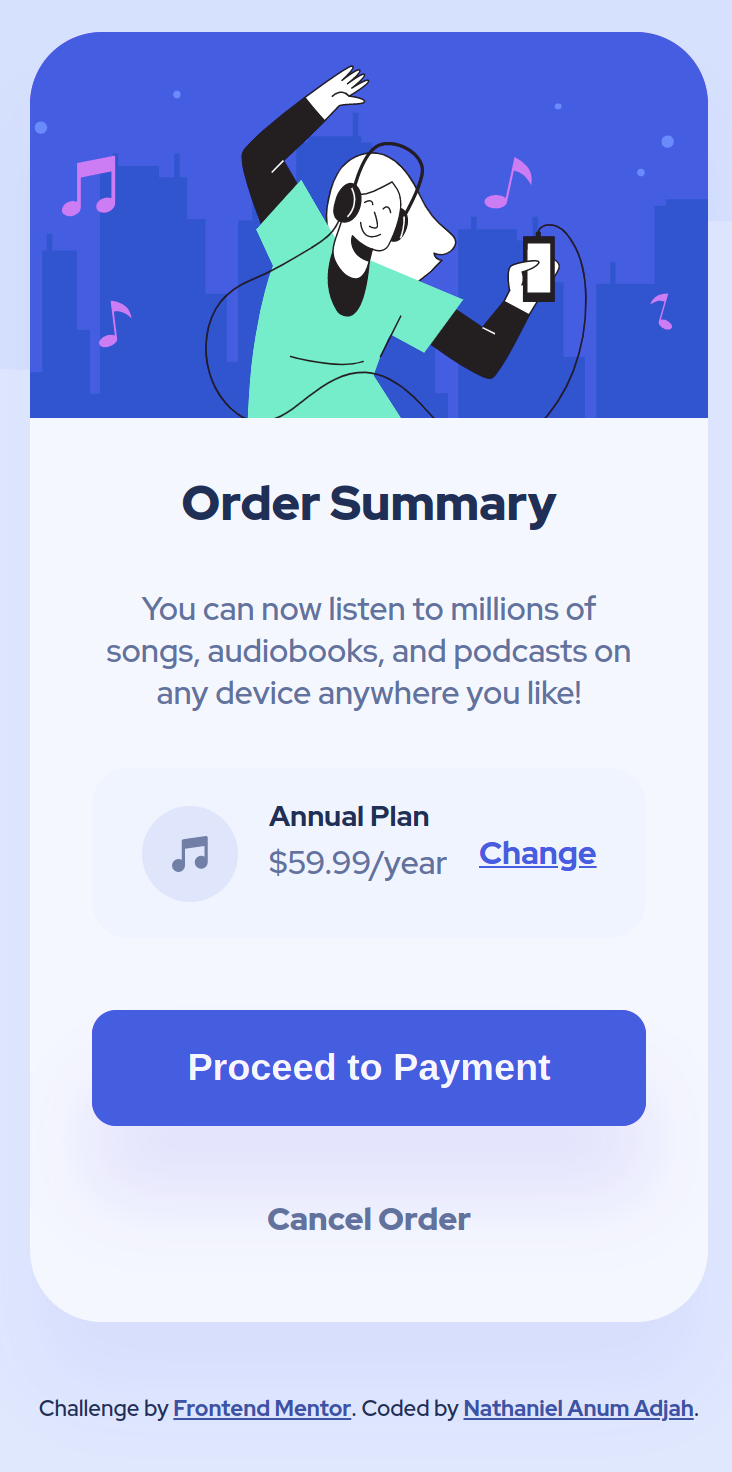 Order Summary
You can now listen to millions of
songs, audiobooks, and podcasts on
any device anywhere you like!
Annual Plan
$59.99/year
Change
Proceed to Payment
Cancel Order
Challenge by Frontend Mentor. Coded by Nathaniel Anum Adjah.